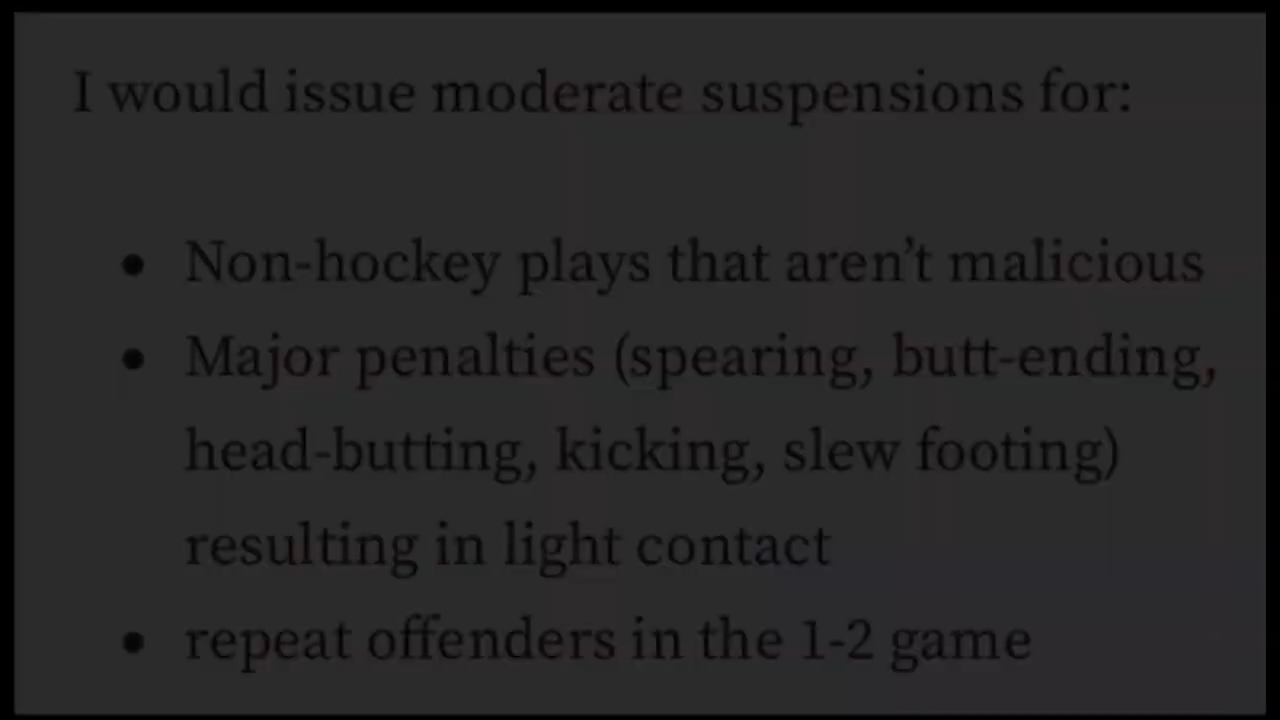 I would issue moderate suspensions for:
• Non-hockey plays that aren’t malicious
• Major penalties (spearing, butt-ending,
head-butting, kicking, slew footing)
resulting in light contact
• repeat offenders in the 1-2 game